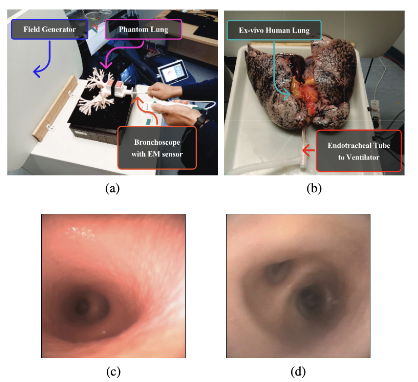 Field Generator
Phantom Lung
Bronchoscope
with EM sensor
(a)
Ex-vivo Human Lung
Endotracheal Tube
to Ventilator
(b)
(c)
(d)